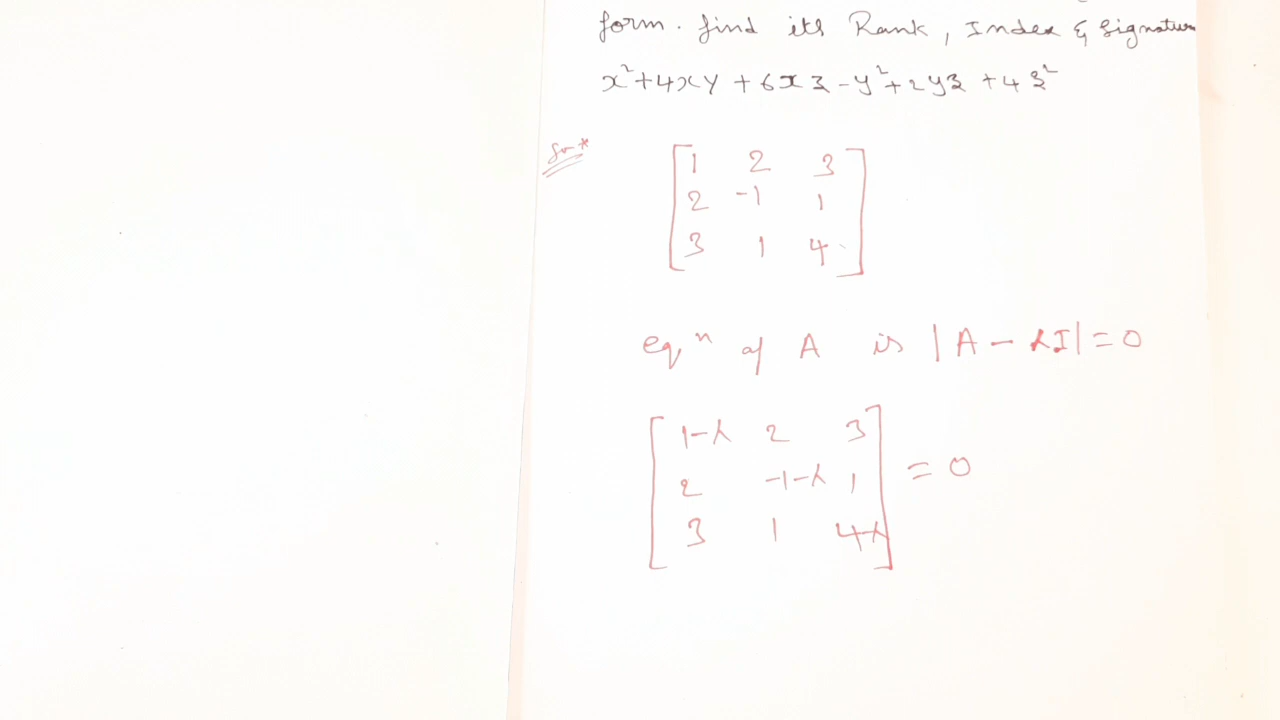 form. find its Rank, Index & Signature
x²+4xy + 6xz - y²+2yz + 4z²
Sol*
1 2 3
2 -1 1
3 1 4
eqⁿ of A is |A - λI| = 0
1-λ 2 3
2 -1-λ 1 = 0
3 1 4-λ